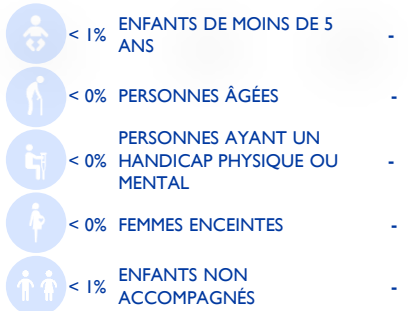 < 1% ENFANTS DE MOINS DE 5
ANS -
< 0% PERSONNES ÂGÉES -
PERSONNES AYANT UN
< 0% HANDICAP PHYSIQUE OU -
MENTAL
< 0% FEMMES ENCEINTES -
< 1% ENFANTS NON
ACCOMPAGNÉS -